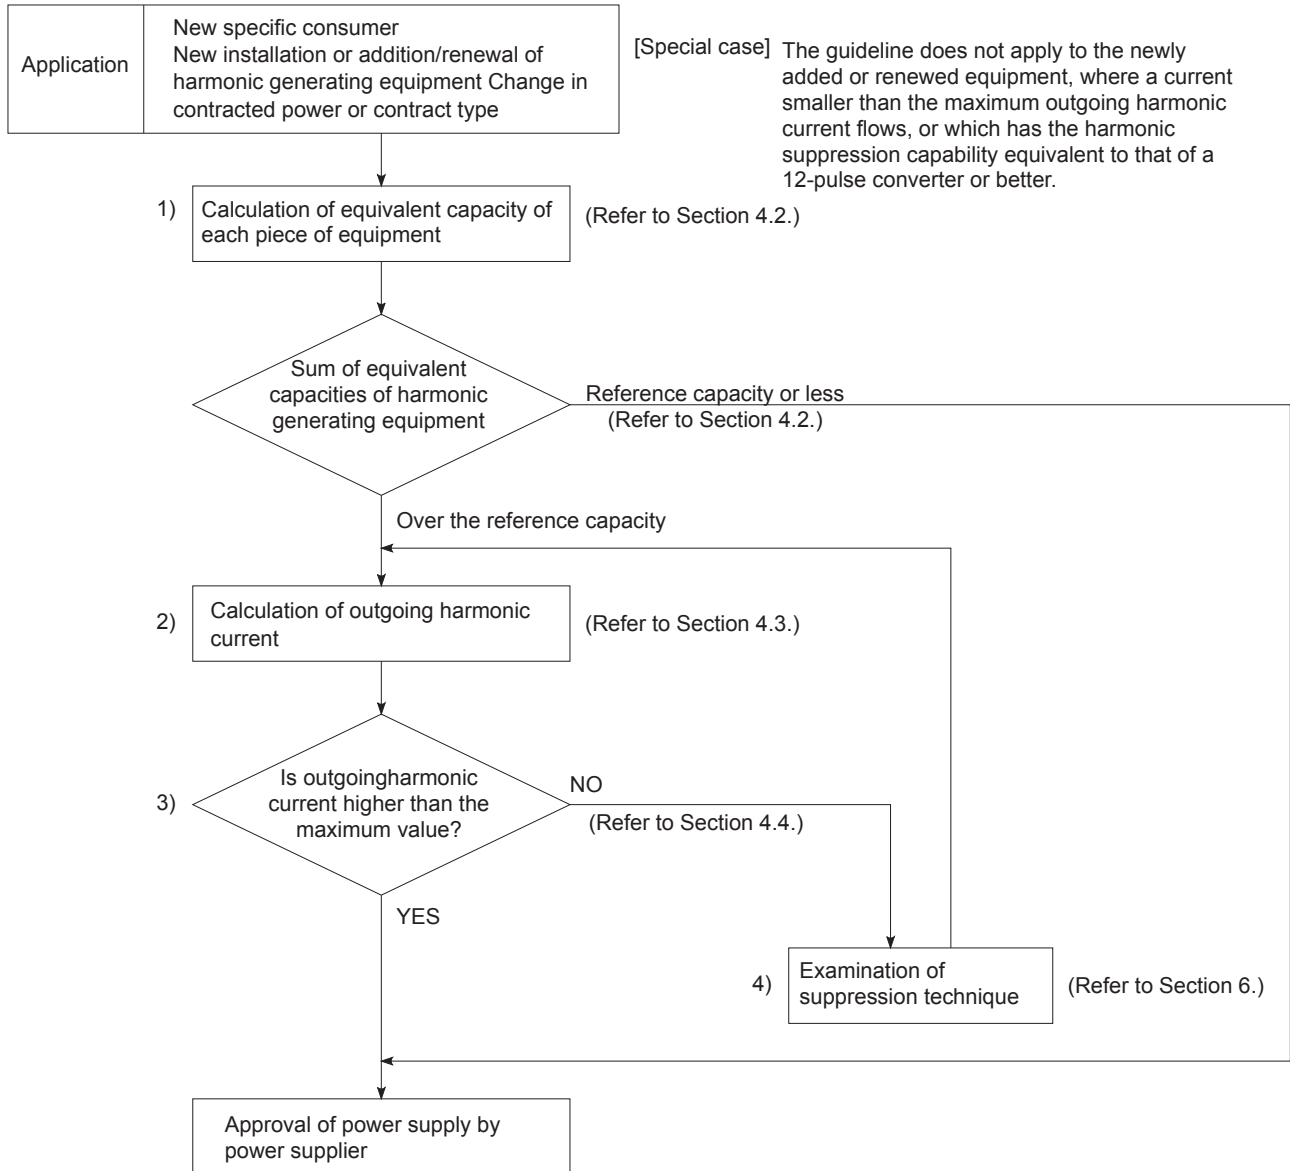 Application
New specific consumer
New installation or addition/renewal of
harmonic generating equipment Change in
contracted power or contract type
[Special case]
The guideline does not apply to the newly
added or renewed equipment, where a current
smaller than the maximum outgoing harmonic
current flows, or which has the harmonic
suppression capability equivalent to that of a
12-pulse converter or better.
1)
Calculation of equivalent capacity of
each piece of equipment
(Refer to Section 4.2.)
Sum of equivalent
capacities of harmonic
generating equipment
Reference capacity or less
(Refer to Section 4.2.)
Over the reference capacity
2)
Calculation of outgoing harmonic
current
(Refer to Section 4.3.)
3)
Is outgoingharmonic
current higher than the
maximum value?
NO
(Refer to Section 4.4.)
YES
4)
Examination of
suppression technique
(Refer to Section 6.)
Approval of power supply by
power supplier